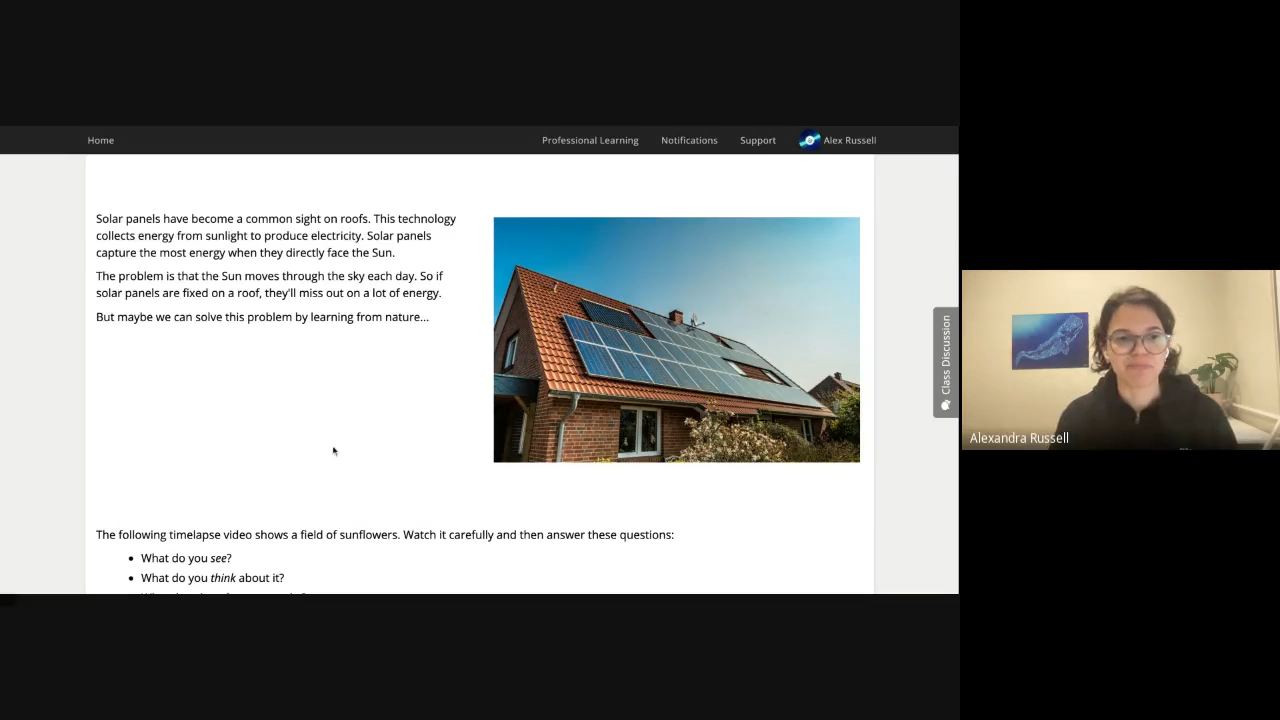 Home
Professional Learning
Notifications
Support
Alex Russell
Solar panels have become a common sight on roofs. This technology
collects energy from sunlight to produce electricity. Solar panels
capture the most energy when they directly face the Sun.
The problem is that the Sun moves through the sky each day. So if
solar panels are fixed on a roof, they'll miss out on a lot of energy.
But maybe we can solve this problem by learning from nature...
Class Discussion
Alexandra Russell
The following timelapse video shows a field of sunflowers. Watch it carefully and then answer these questions:
• What do you see?
• What do you think about it?